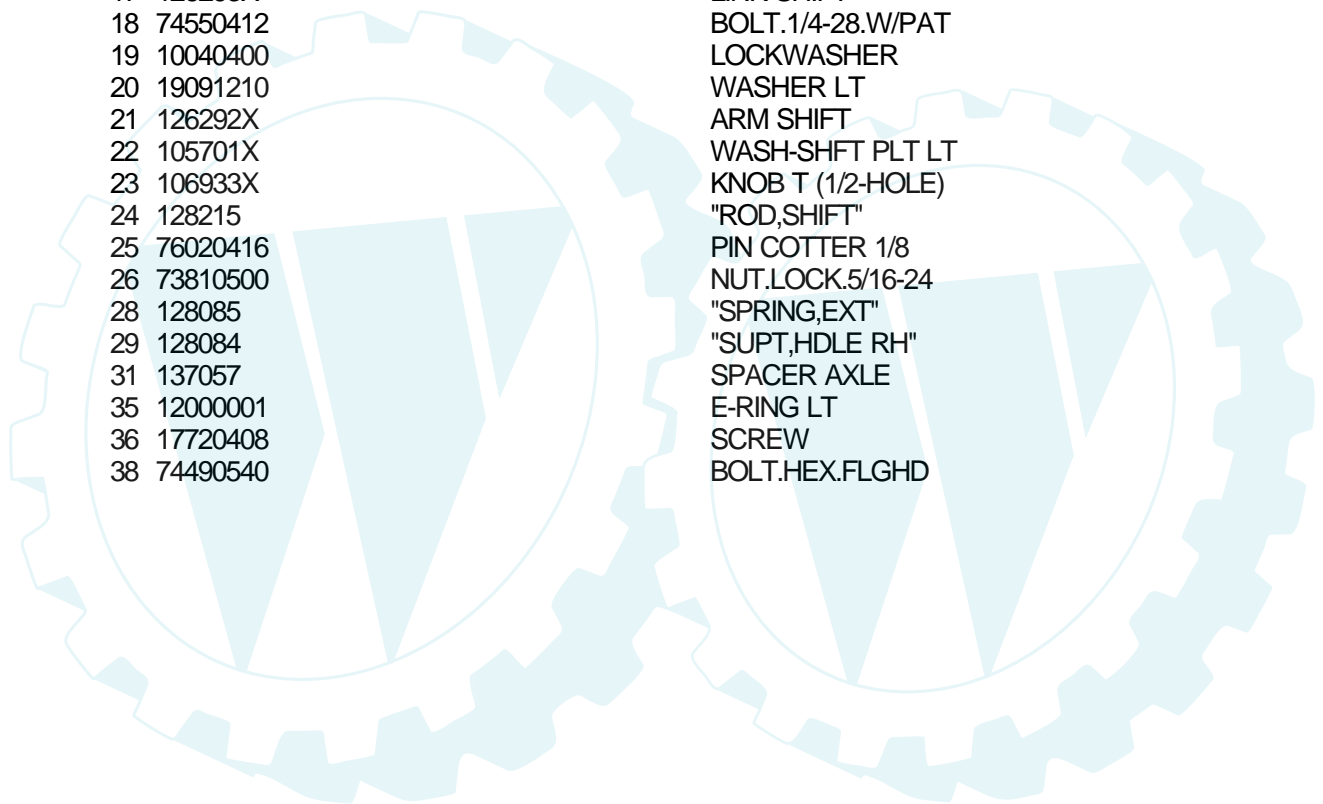 18 74550412 BOLT.1/4-28.W/PAT
19 10040400 LOCKWASHER
20 19091210 WASHER LT
21 126292X ARM SHIFT
22 105701X WASH-SHFT PLT LT
23 106933X KNOB T (1/2-HOLE)
24 128215 "ROD,SHIFT"
25 76020416 PIN COTTER 1/8
26 73810500 NUT.LOCK.5/16-24
28 128085 "SPRING,EXT"
29 128084 "SUPT,HDLE RH"
31 137057 SPACER AXLE
35 12000001 E-RING LT
36 17720408 SCREW
38 74490540 BOLT.HEX.FLGHD